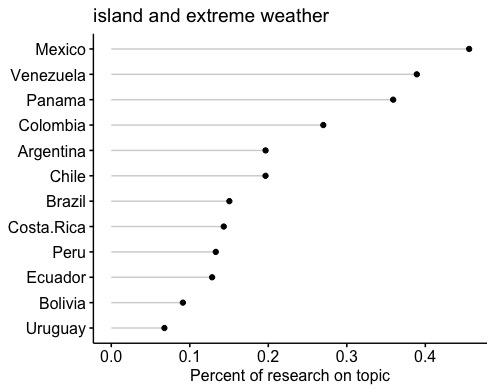 island and extreme weather
Mexico
Venezuela
Panama
Colombia
Argentina
Chile
Brazil
Costa.Rica
Peru
Ecuador
Bolivia
Uruguay
0.0 0.1 0.2 0.3 0.4
Percent of research on topic